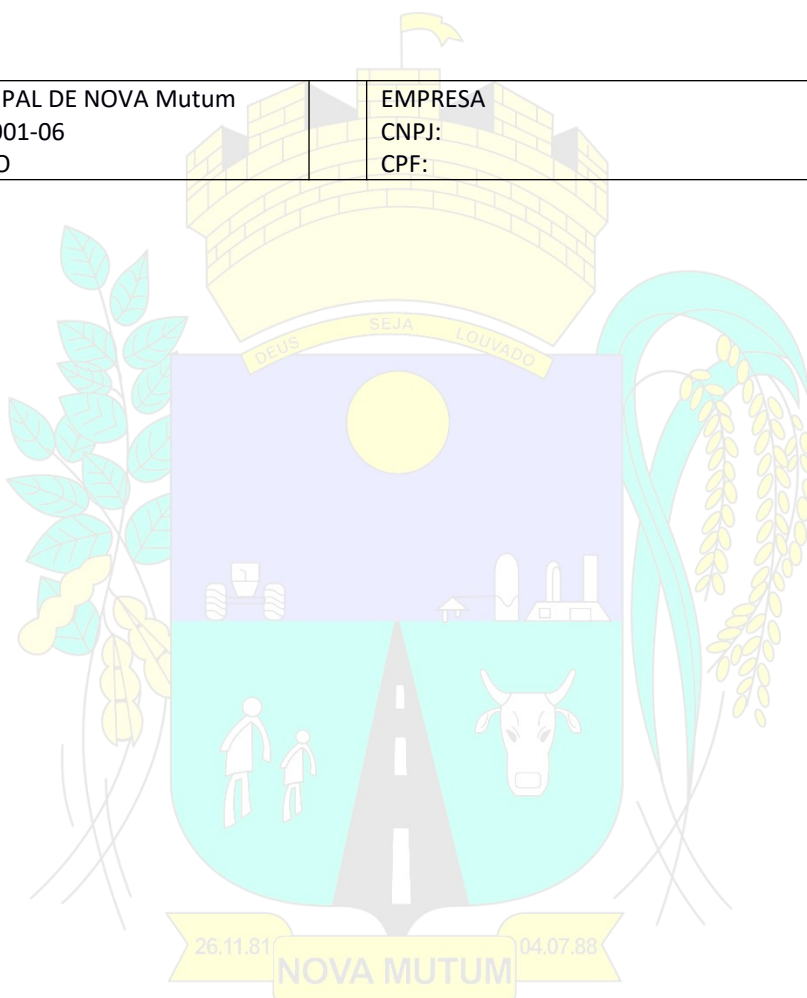 PAL DE NOVA Mutum
001-06
O
EMPRESA
CNPJ:
CPF:
DEUS SEJA LOUVADO
26.11.81
04.07.88
NOVA MUTUM